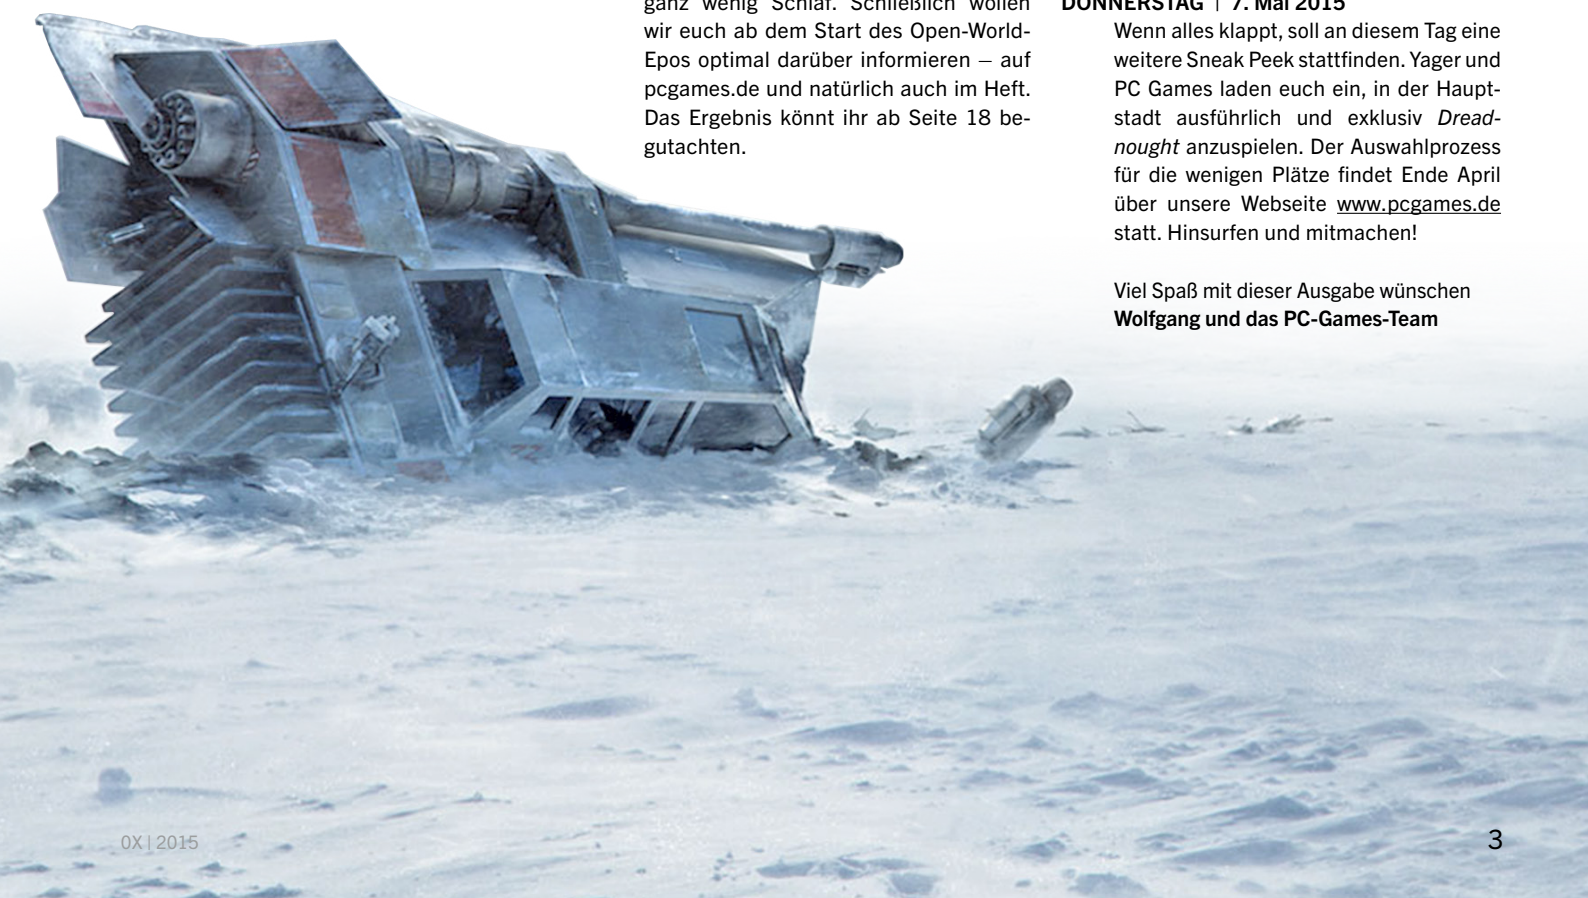 ganz wenig Schlaf. Schließlich wollen
wir euch ab dem Start des Open-World-
Epos optimal darüber informieren – auf
pcgames.de und natürlich auch im Heft.
Das Ergebnis könnt ihr ab Seite 18 be-
gutachten.
DONNERSTAG | 7. Mai 2015
Wenn alles klappt, soll an diesem Tag eine
weitere Sneak Peek stattfinden. Yager und
PC Games laden euch ein, in der Haupt-
stadt ausführlich und exklusiv Dread-
nought anzuspielen. Der Auswahlprozess
für die wenigen Plätze findet Ende April
über unsere Webseite www.pcgames.de
statt. Hinsurfen und mitmachen!
Viel Spaß mit dieser Ausgabe wünschen
Wolfgang und das PC-Games-Team
0X | 2015
3